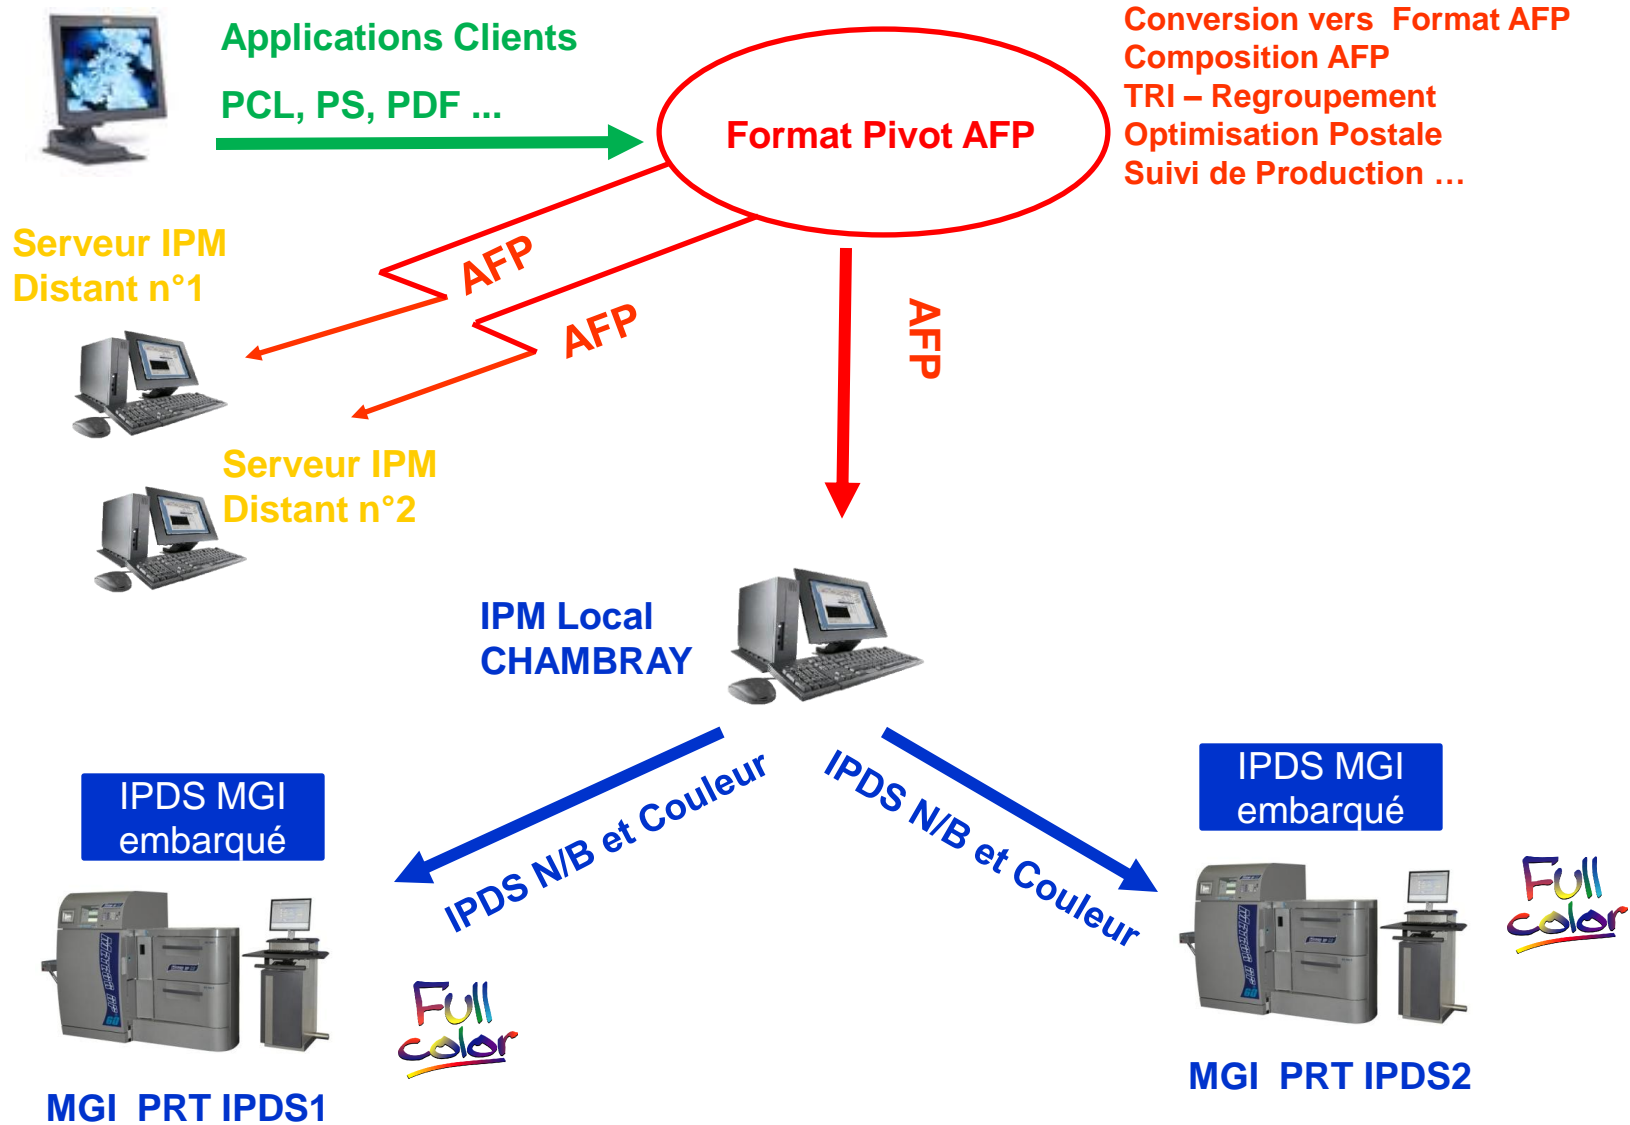 Applications Clients
PCL, PS, PDF ...
Conversion vers Format AFP
Composition AFP
TRI – Regroupement
Optimisation Postale
Suivi de Production ...
Format Pivot AFP
Serveur IPM
Distant n°1
AFP
AFP
AFP
Serveur IPM
Distant n°2
IPM Local
CHAMBRAY
IPDS N/B et Couleur
IPDS N/B et Couleur
IPDS MGI
embarqué
IPDS MGI
embarqué
Full
color
Full
color
MGI PRT IPDS1
MGI PRT IPDS2